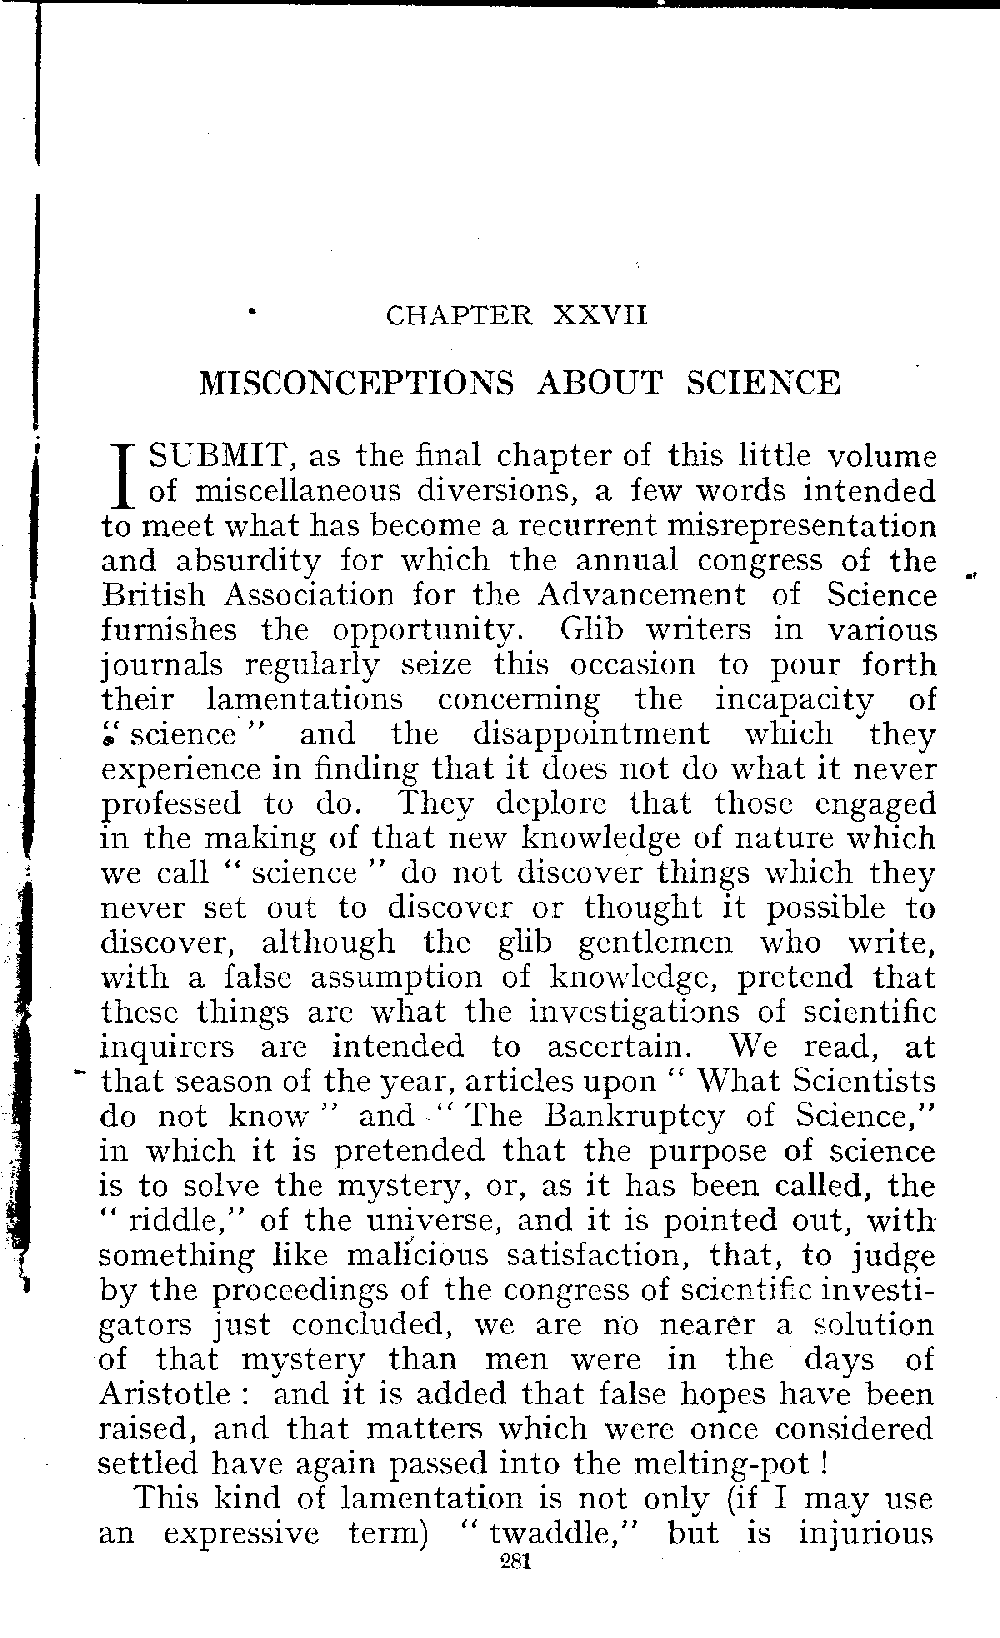 CHAPTER XXVII
MISCONCEPTIONS ABOUT SCIENCE
I SUBMIT, as the final chapter of this little volume
of miscellaneous diversions, a few words intended
to meet what has become a recurrent misrepresentation
and absurdity for which the annual congress of the
British Association for the Advancement of Science
furnishes the opportunity. Glib writers in various
journals regularly seize this occasion to pour forth
their lamentations concerning the incapacity of
“ science ” and the disappointment which they
experience in finding that it does not do what it never
professed to do. They deplore that those engaged
in the making of that new knowledge of nature which
we call “ science ” do not discover things which they
never set out to discover or thought it possible to
discover, although the glib gentlemen who write,
with a false assumption of knowledge, pretend that
these things are what the investigations of scientific
inquirers are intended to ascertain. We read, at
that season of the year, articles upon “ What Scientists
do not know ” and “ The Bankruptcy of Science,”
in which it is pretended that the purpose of science
is to solve the mystery, or, as it has been called, the
“ riddle,” of the universe, and it is pointed out, with
something like malicious satisfaction, that, to judge
by the proceedings of the congress of scientific investi-
gators just concluded, we are no nearer a solution
of that mystery than men were in the days of
Aristotle : and it is added that false hopes have been
raised, and that matters which were once considered
settled have again passed into the melting-pot !
This kind of lamentation is not only (if I may use
an expressive term) “ twaddle,” but is injurious
281